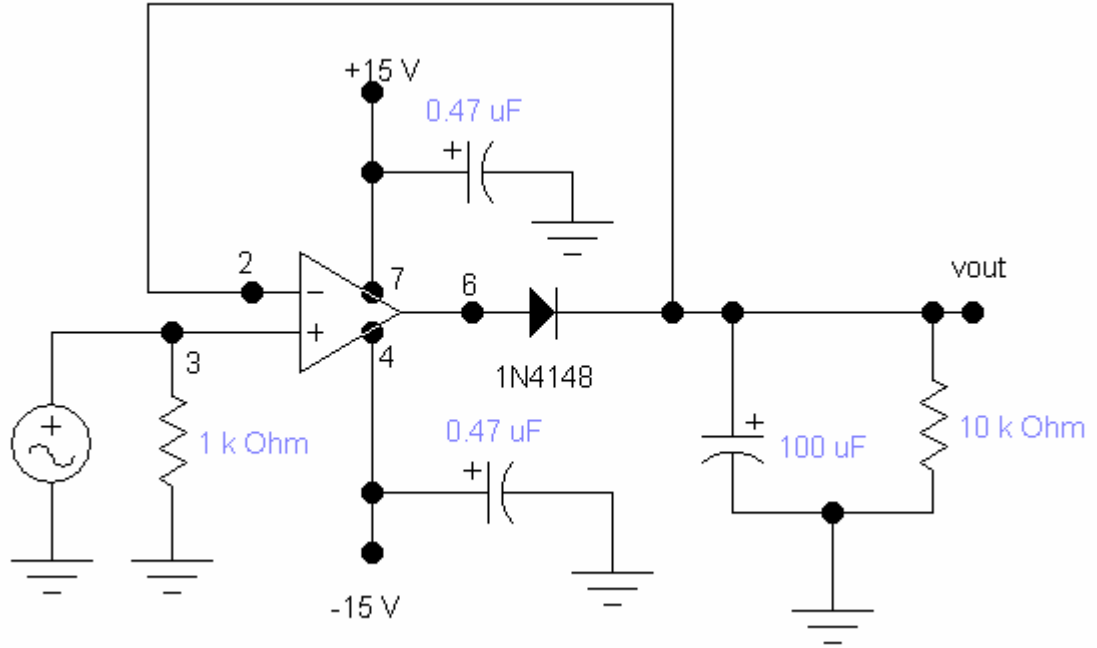 +15 V
0.47 uF
+
2
7
6
vout
−
+
3
4
1N4148
+
1 k Ohm
0.47 uF
+
+
100 uF
10 k Ohm
-15 V